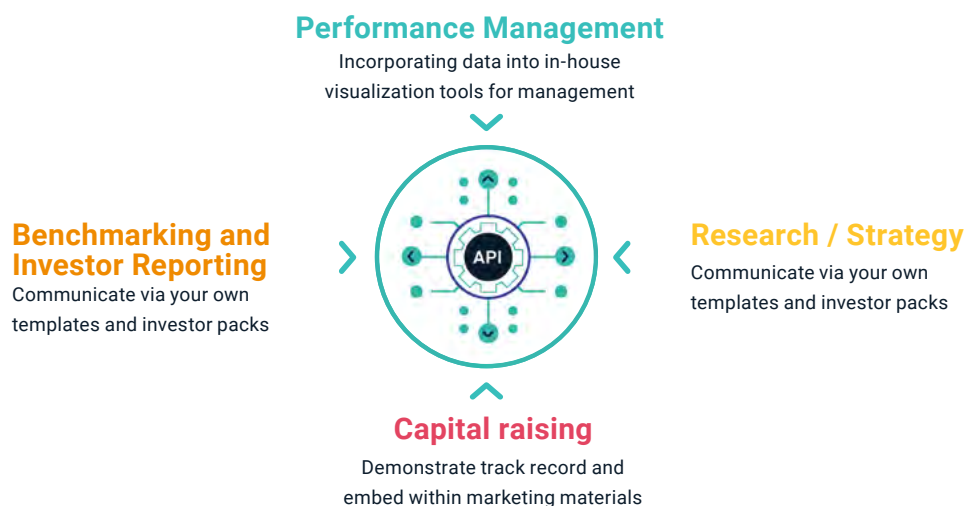 Performance Management
Incorporating data into in-house
visualization tools for management
Benchmarking and
Investor Reporting
Communicate via your own
templates and investor packs
API
Research / Strategy
Communicate via your own
templates and investor packs
Capital raising
Demonstrate track record and
embed within marketing materials